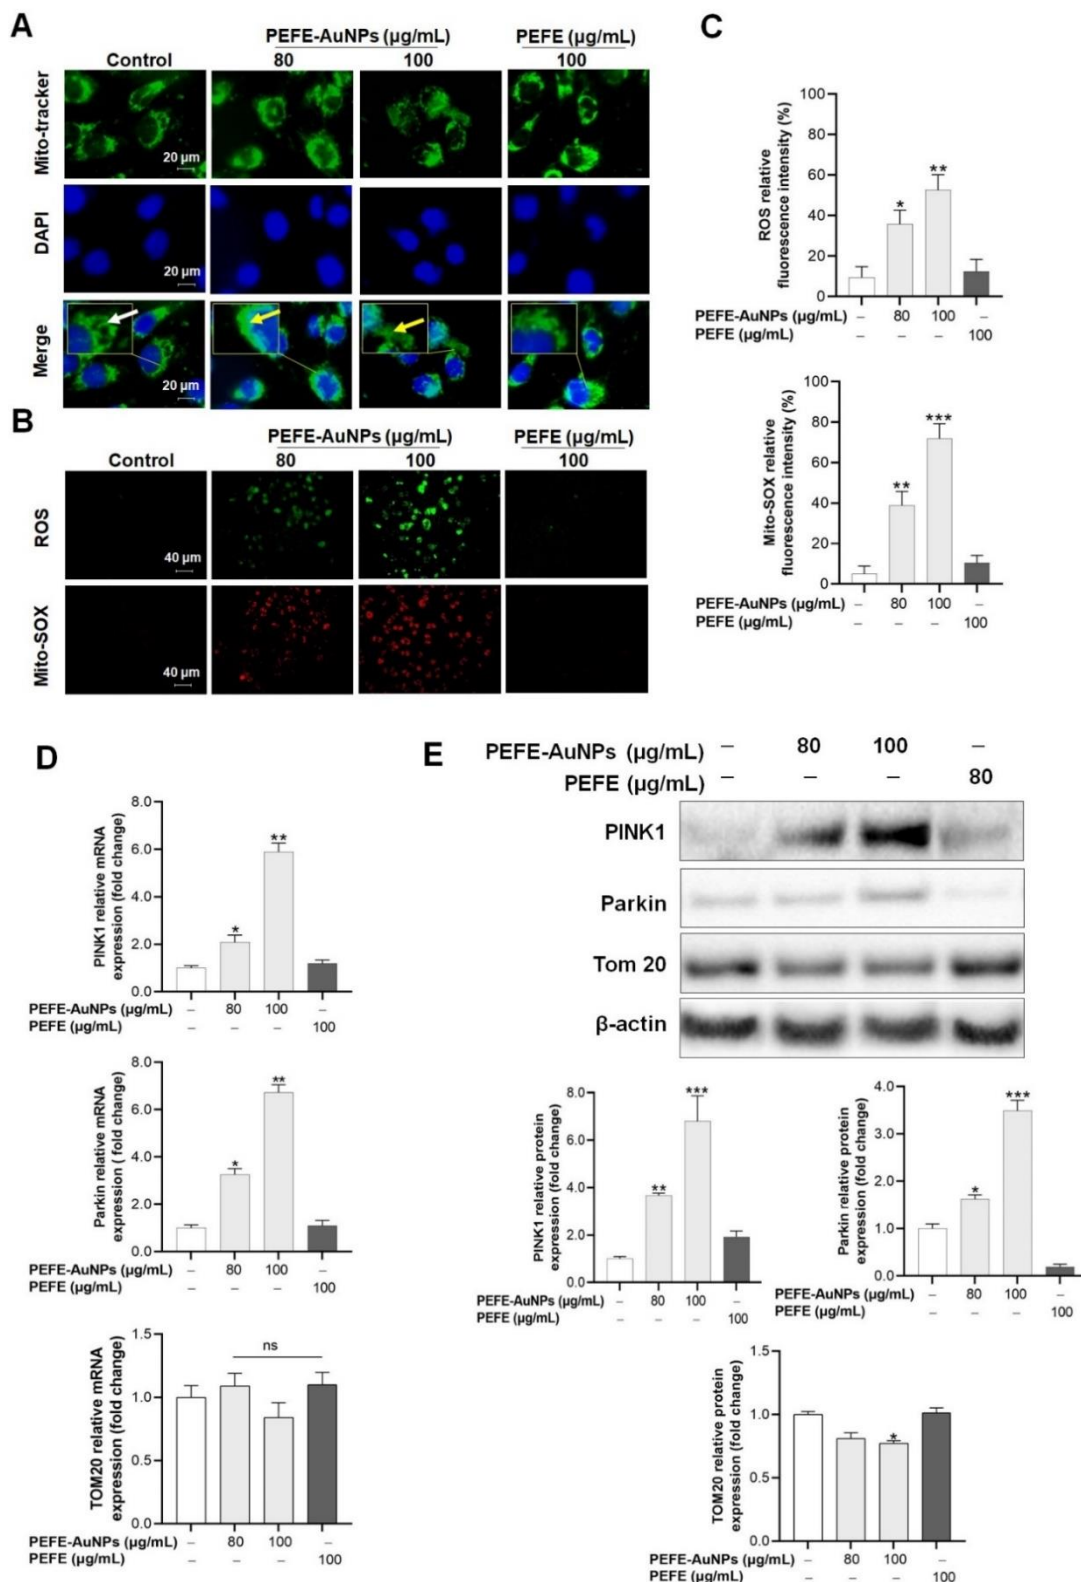 A
PEFE-AuNPs (µg/mL)
PEFE (µg/mL)
Control
80
100
100
Mito-tracker
20 µm
DAPI
20 µm
Merge
20 µm
B
PEFE-AuNPs (µg/mL)
PEFE (µg/mL)
Control
80
100
100
ROS
40 µm
Mito-SOX
40 µm
C
ROS relative
fluorescence intensity (%)
100
80
60
40
20
0
*
**
PEFE-AuNPs (µg/mL) – 80 100 –
PEFE (µg/mL) – – – 100
Mito-SOX relative
fluorescence intensity (%)
100
80
60
40
20
0
**
***
PEFE-AuNPs (µg/mL) – 80 100 –
PEFE (µg/mL) – – – 100
D
PINK1 relative mRNA
expression (fold change)
8.0
6.0
4.0
2.0
0.0
*
**
PEFE-AuNPs (µg/mL) – 80 100 –
PEFE (µg/mL) – – – 100
Parkin relative mRNA
expression ( fold change)
8.0
6.0
4.0
2.0
0.0
*
**
PEFE-AuNPs (µg/mL) – 80 100 –
PEFE (µg/mL) – – – 100
TOM20 relative mRNA
expression (fold change)
1.5
1.0
0.5
0.0
ns
PEFE-AuNPs (µg/mL) – 80 100 –
PEFE (µg/mL) – – – 100
E
PEFE-AuNPs (µg/mL) – 80 100 –
PEFE (µg/mL) – – – 80
PINK1
Parkin
Tom 20
β-actin
PINK1 relative protein
expression (fold change)
8.0
6.0
4.0
2.0
0.0
**
***
PEFE-AuNPs (µg/mL) – 80 100 –
PEFE (µg/mL) – – – 100
Parkin relative protein
expression (fold change)
4.0
3.0
2.0
1.0
0.0
*
***
PEFE-AuNPs (µg/mL) – 80 100 –
PEFE (µg/mL) – – – 100
TOM20 relative protein
expression (fold change)
1.5
1.0
0.5
0.0
*
PEFE-AuNPs (µg/mL) – 80 100 –
PEFE (µg/mL) – – – 100